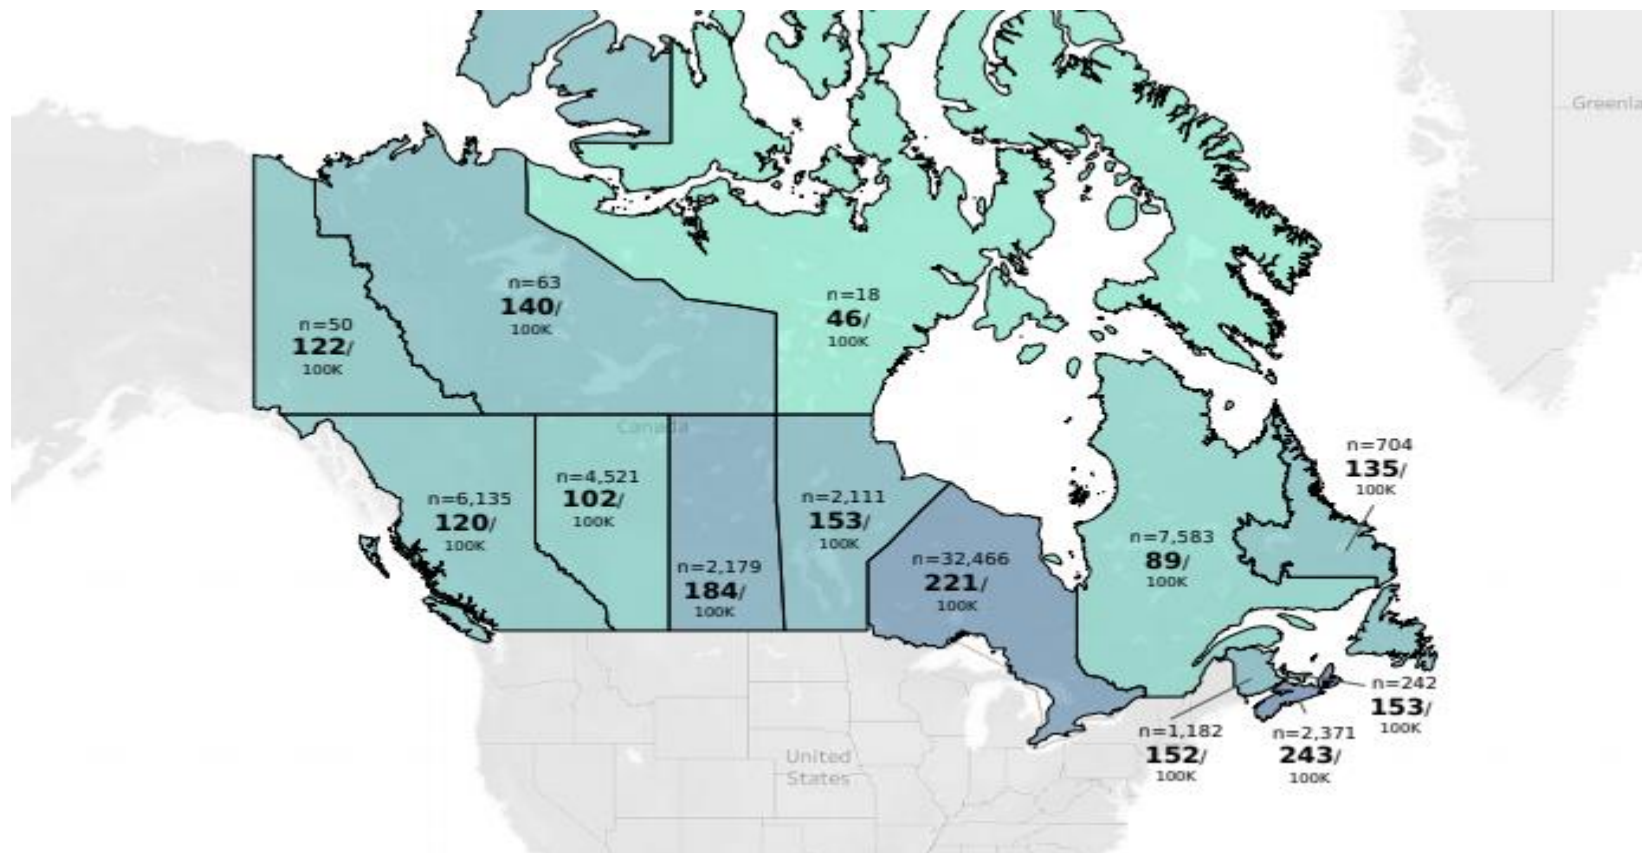 Greenla
n=63
140/
100K
n=18
46/
100K
n=50
122/
100K
Canada
n=704
135/
100K
n=4,521
102/
100K
n=6,135
120/
100K
n=2,111
153/
100K
n=7,583
89/
100K
n=32,466
221/
100K
n=2,179
184/
100K
n=242
153/
100K
n=1,182
152/
100K
n=2,371
243/
100K
United
States